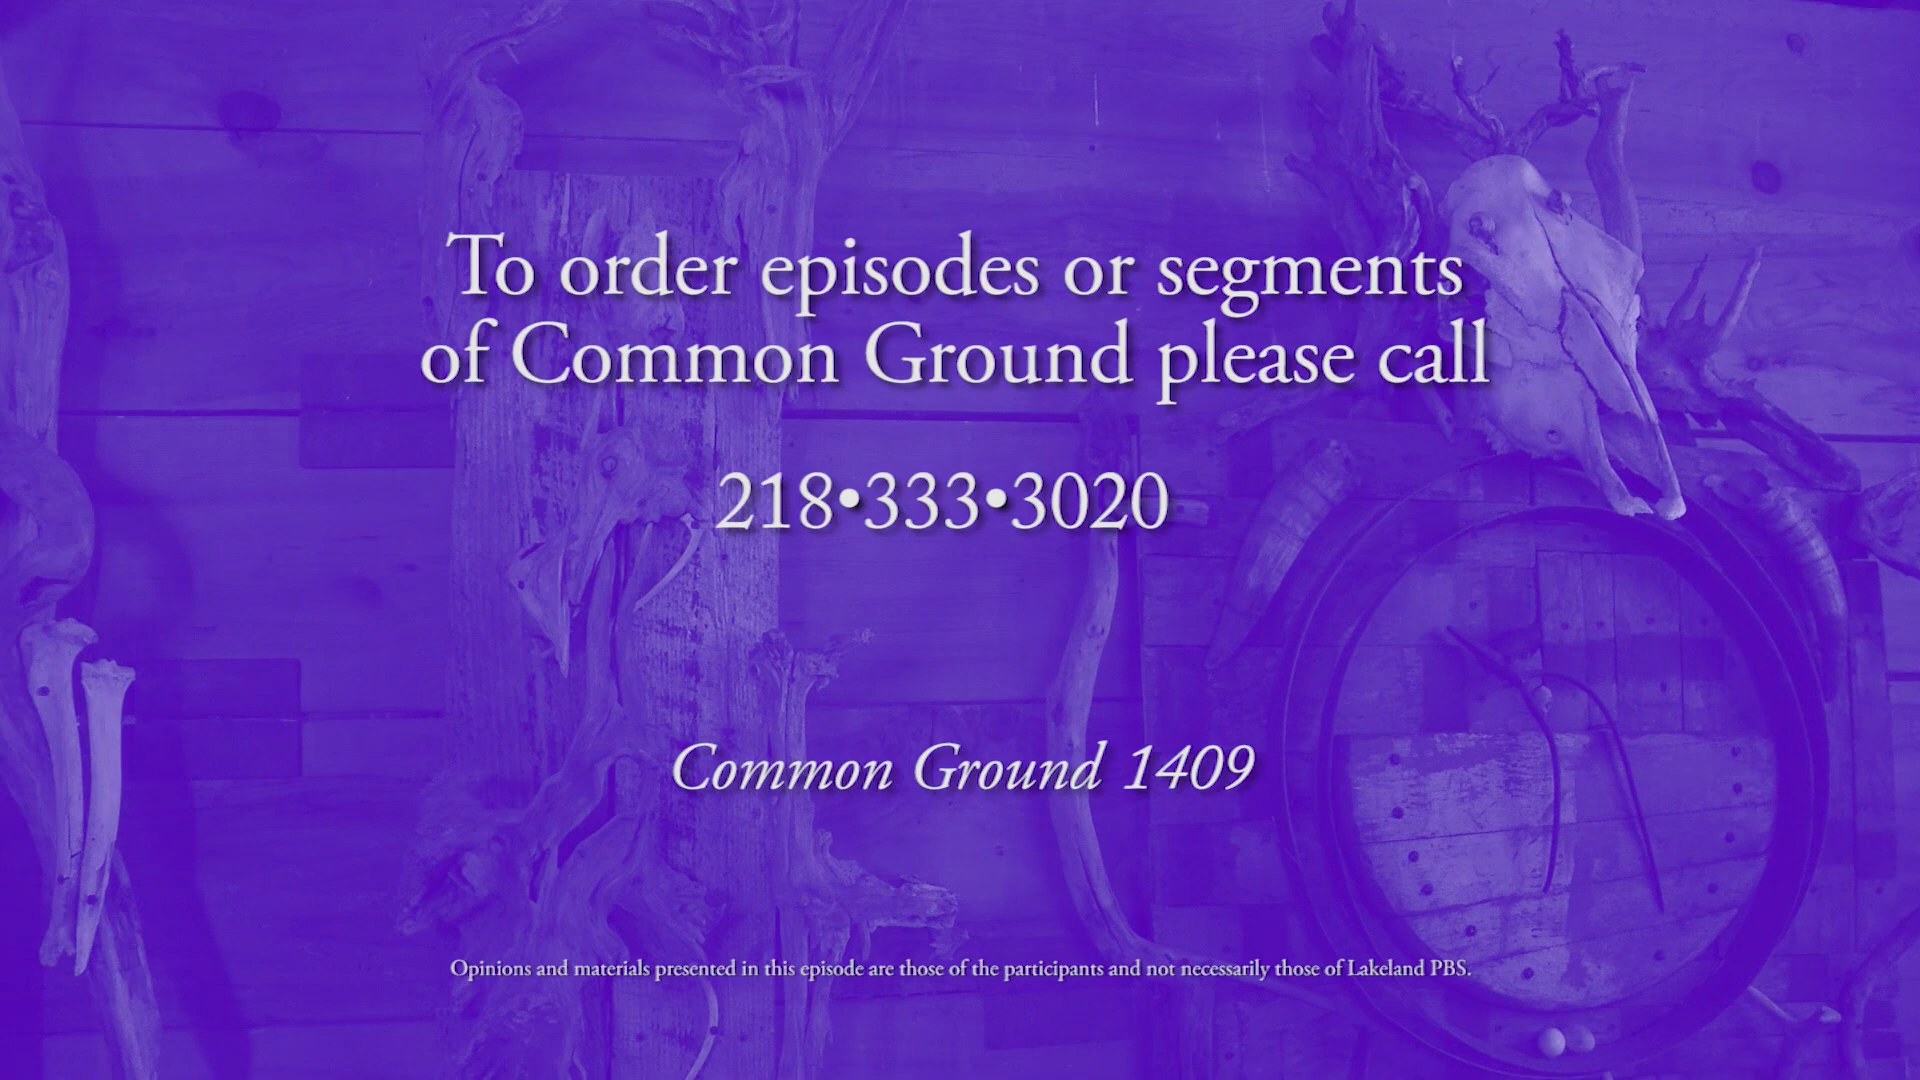 To order episodes or segments
of Common Ground please call
218•333•3020
Common Ground 1409
Opinions and materials presented in this episode are those of the participants and not necessarily those of Lakeland PBS.